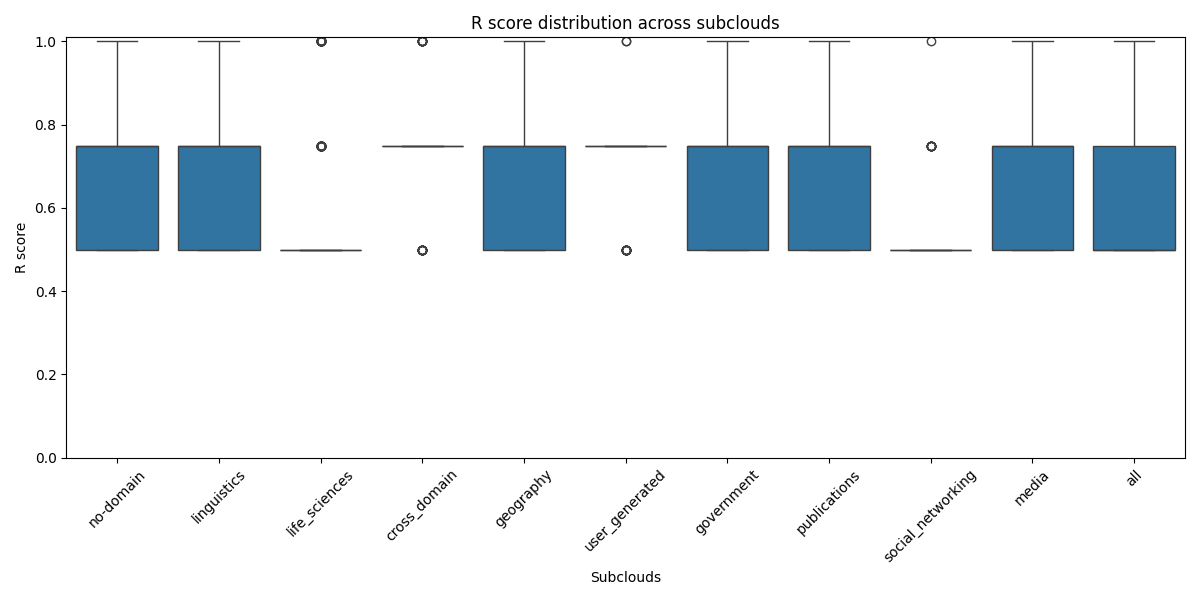 R score distribution across subclouds
R score
1.0
0.8
0.6
0.4
0.2
0.0
no-domain
linguistics
life_sciences
cross_domain
geography
user_generated
government
publications
social_networking
media
all
Subclouds